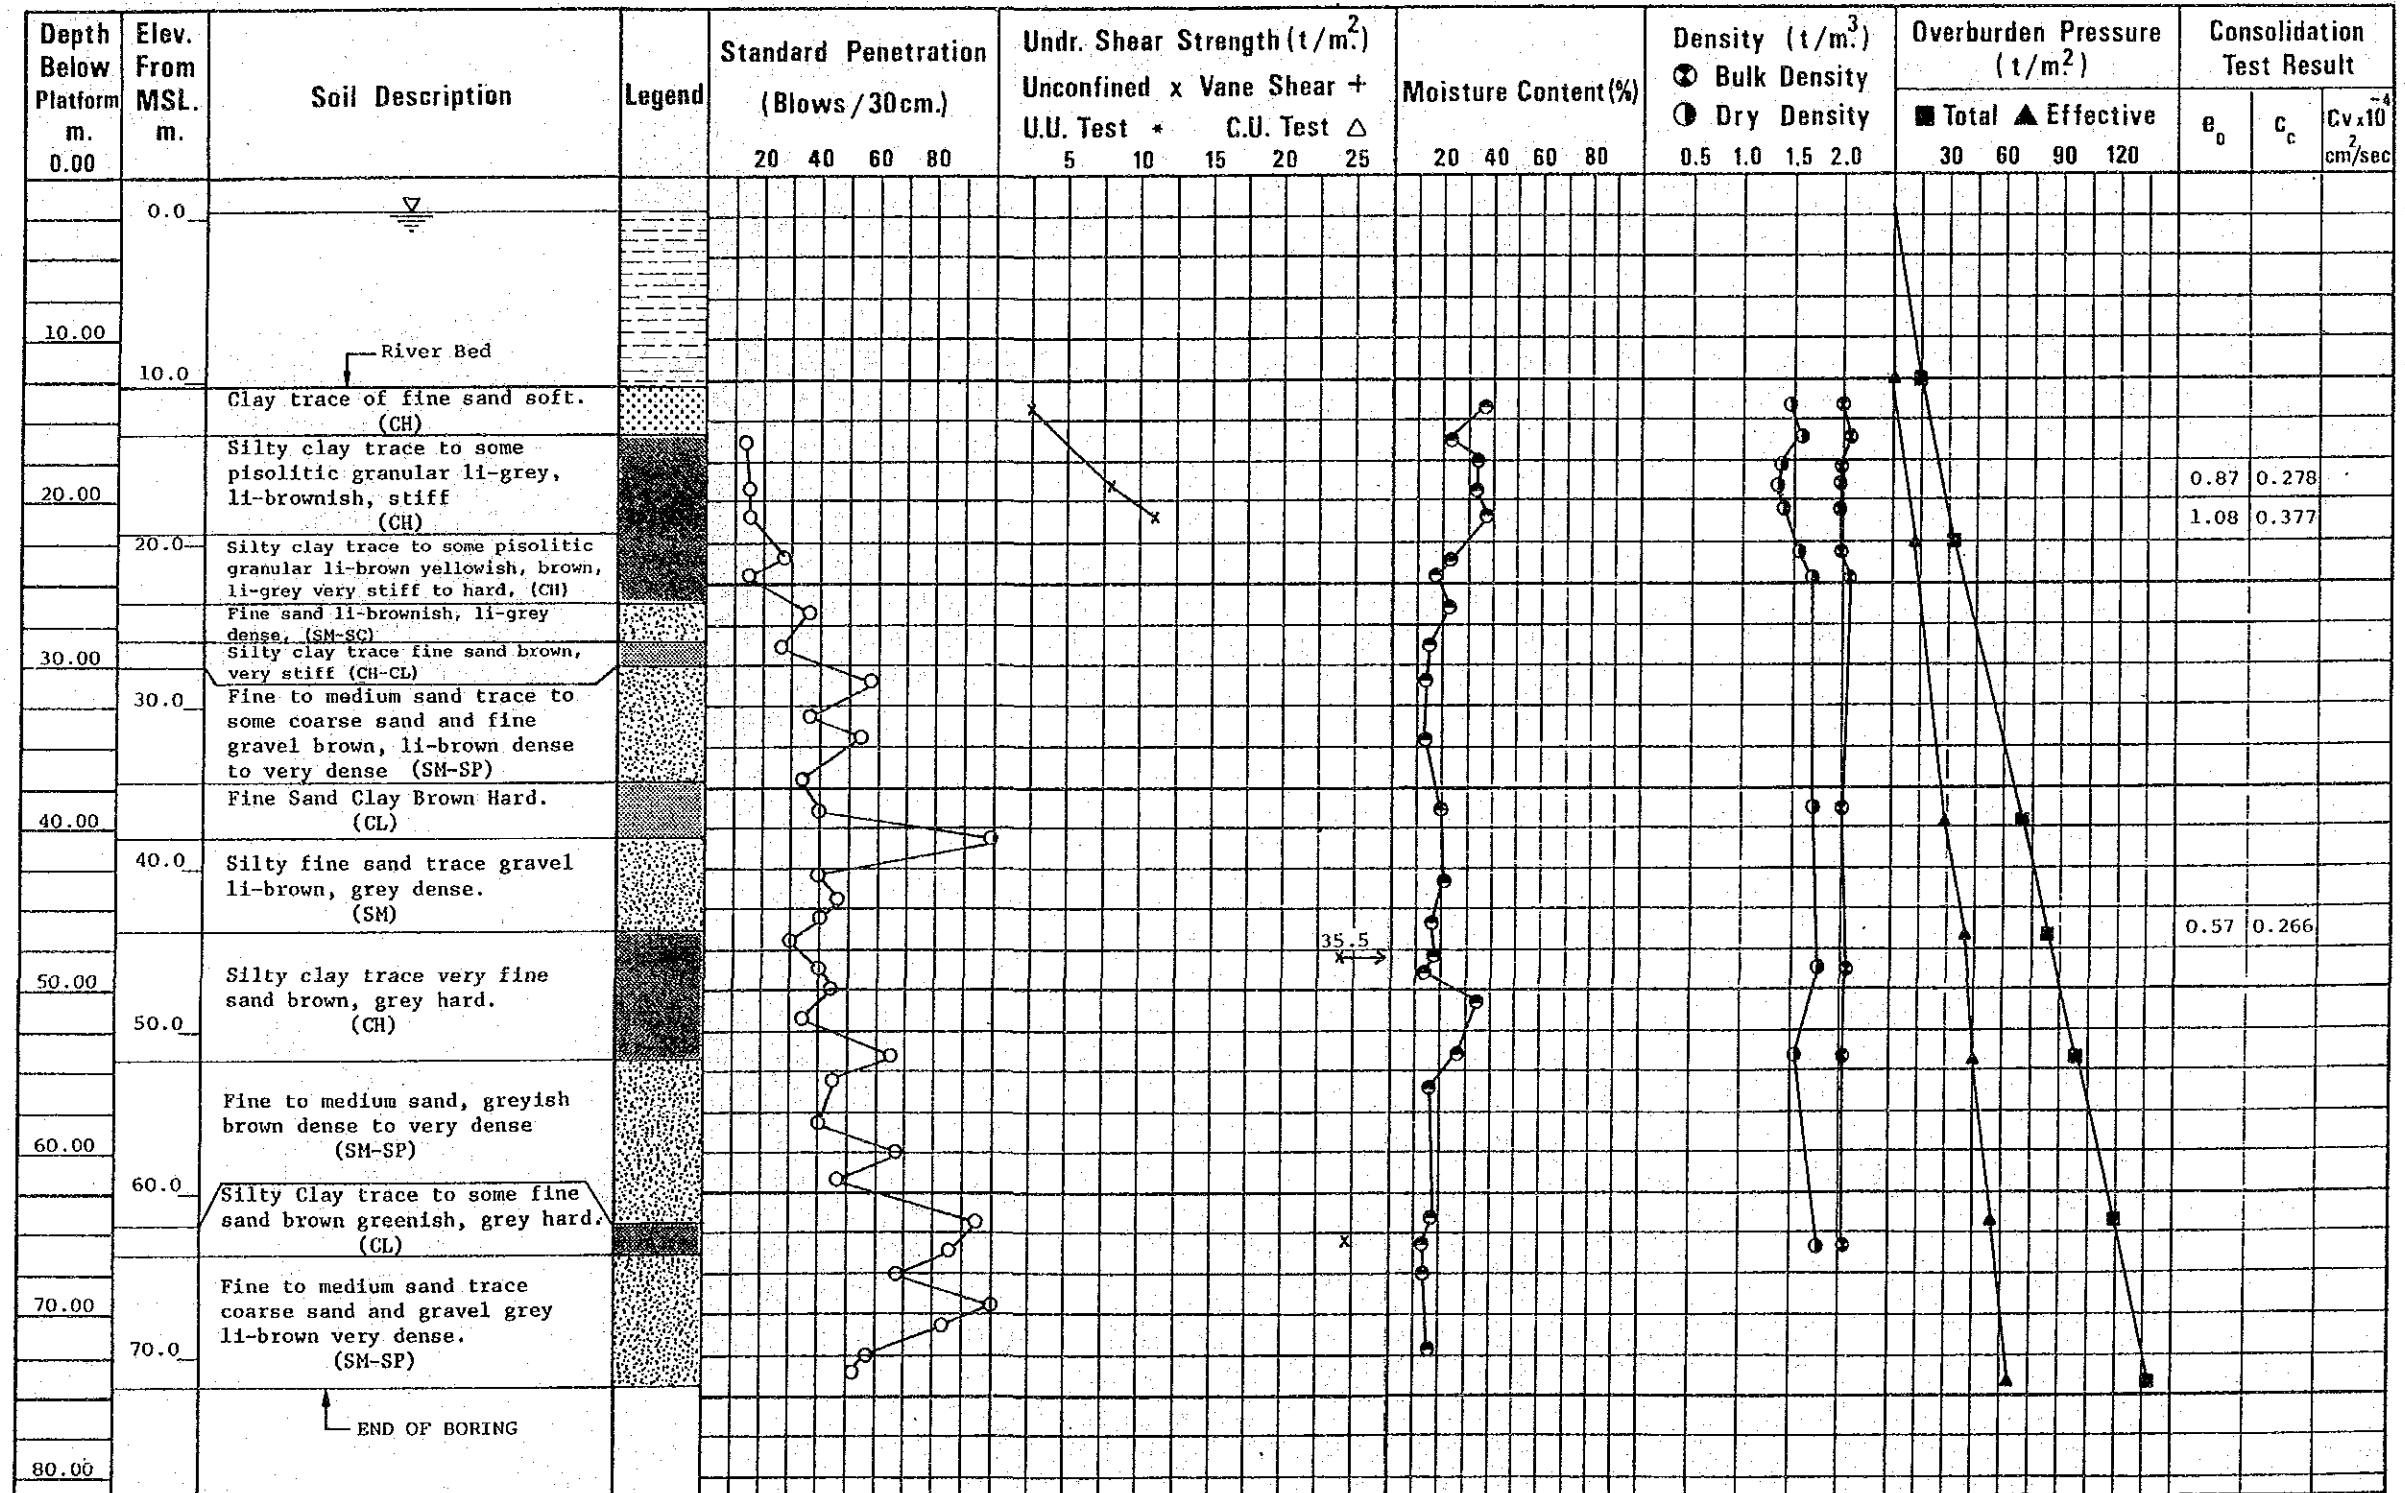 Depth
Below
Platform
m.
0.00
Elev.
From
MSL.
m.
Soil Description
Legend
Standard Penetration
(Blows/30cm.)
20 40 60 80
Undr. Shear Strength (t/m.²)
Unconfined x Vane Shear +
U.U. Test * C.U. Test △
5 10 15 20 25
Moisture Content (%)
20 40 60 80
Density (t/m.³)
Bulk Density
Dry Density
0.5 1.0 1.5 2.0
Overburden Pressure
(t/m.²)
■ Total ▲ Effective
30 60 90 120
Consolidation
Test Result
e₀
Cc
Cv x10⁻⁴
cm²/sec
0.0
10.00
River Bed
10.0
Clay trace of fine sand soft.
(CH)
Silty clay trace to some
pisolitic granular li-grey,
li-brownish, stiff
(CH)
0.87 0.278
20.00
1.08 0.377
20.0
Silty clay trace to some pisolitic
granular li-brown yellowish, brown,
li-grey very stiff to hard, (CH)
Fine sand li-brownish, li-grey
dense, (SM-SC)
30.00
Silty clay trace fine sand brown,
very stiff (CH-CL)
30.0
Fine to medium sand trace to
some coarse sand and fine
gravel brown, li-brown dense
to very dense (SM-SP)
Fine Sand Clay Brown Hard.
(CL)
40.00
40.0
Silty fine sand trace gravel
li-brown, grey dense.
(SM)
35.5
0.57 0.266
Silty clay trace very fine
sand brown, grey hard.
(CH)
50.00
50.0
Fine to medium sand, greyish
brown dense to very dense
(SM-SP)
60.00
60.0
Silty Clay trace to some fine
sand brown greenish, grey hard.
(CL)
Fine to medium sand trace
coarse sand and gravel grey
li-brown very dense.
(SM-SP)
70.00
70.0
END OF BORING
80.00